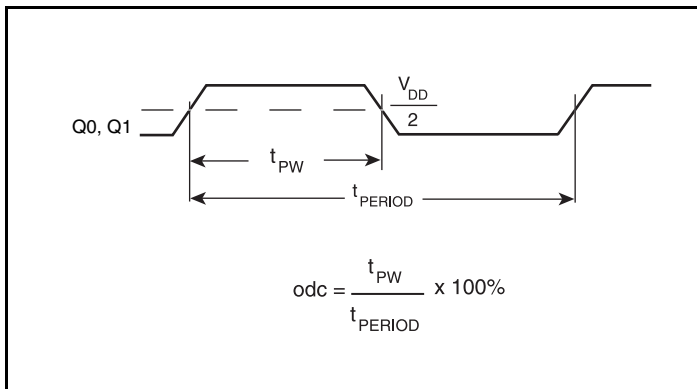 V_DD
2
Q0, Q1
t_PW
t_PERIOD
odc = t_PW / t_PERIOD x 100%